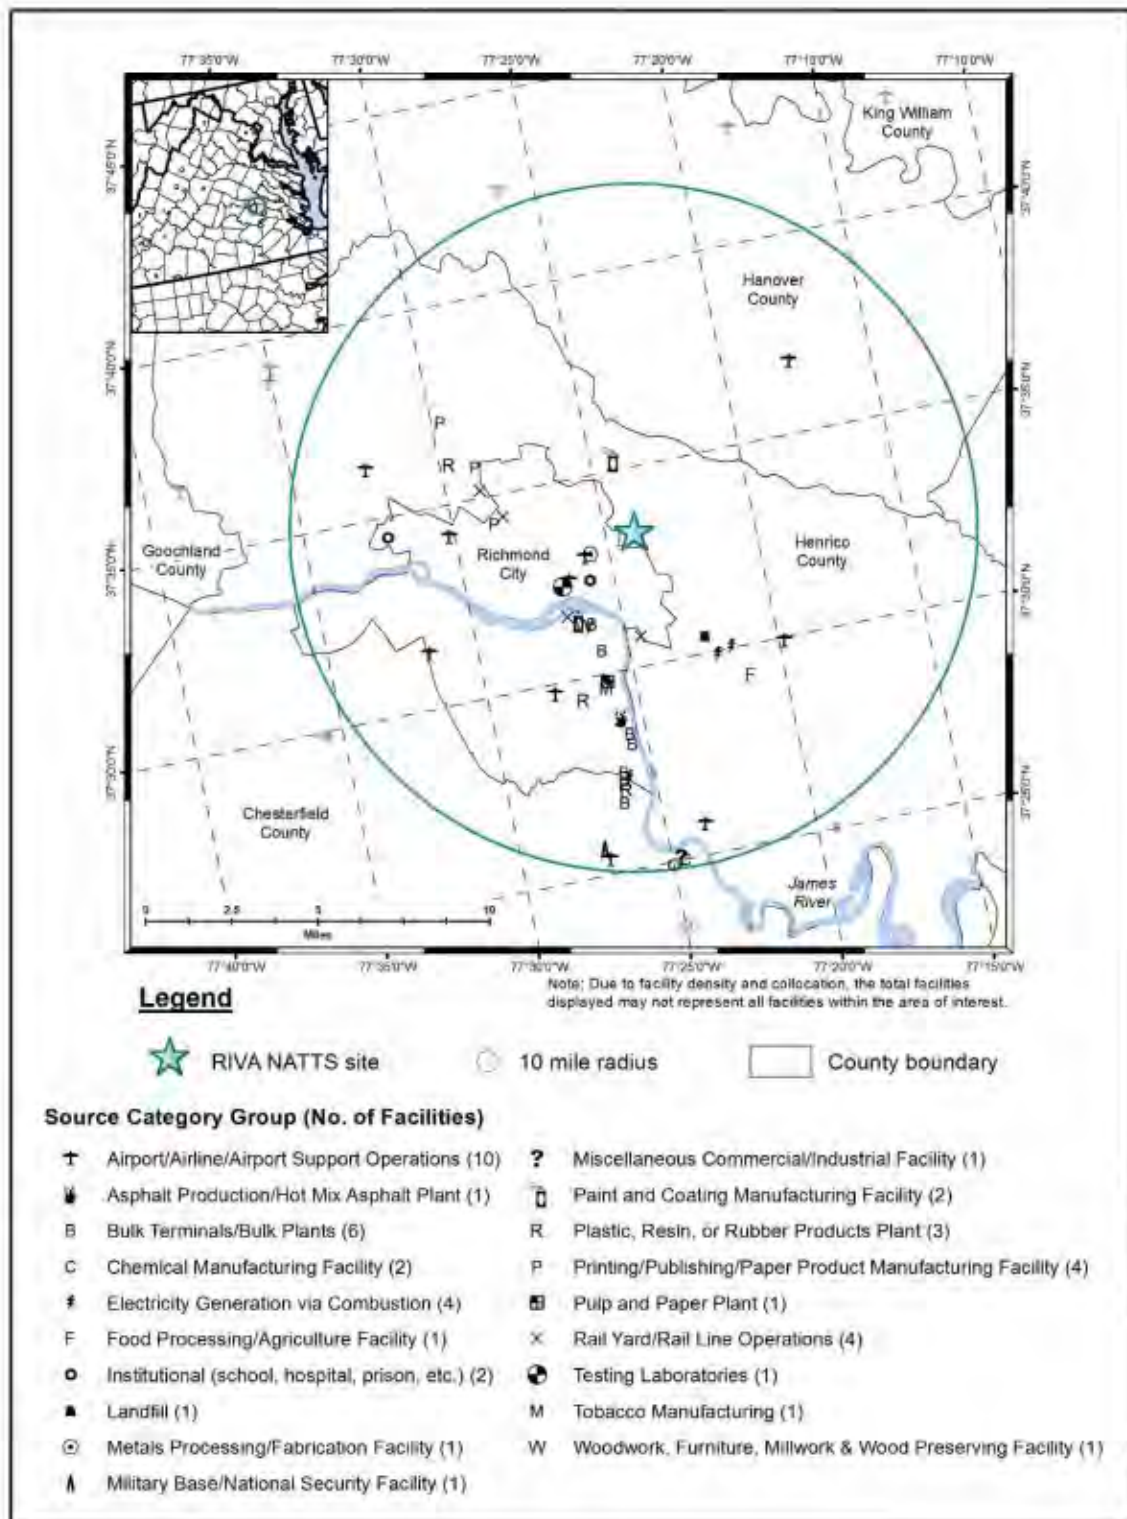 77°35'0"W 77°30'0"W 77°25'0"W 77°20'0"W 77°15'0"W 77°10'0"W
King William
County
37°45'0"N
37°40'0"N
Hanover
County
37°40'0"N
37°35'0"N
P
R
P
P
Goochland
County
Richmond
City
Henrico
County
37°35'0"N
37°30'0"N
B
B
F
M
R
B
B
37°30'0"N
37°25'0"N
B
Chesterfield
County
James
River
0 2.5 5 10
Miles
77°40'0"W 77°35'0"W 77°30'0"W 77°25'0"W 77°20'0"W 77°15'0"W
Legend
Note: Due to facility density and collocation, the total facilities
displayed may not represent all facilities within the area of interest.
RIVA NATTS site 10 mile radius County boundary
Source Category Group (No. of Facilities)
Airport/Airline/Airport Support Operations (10) ? Miscellaneous Commercial/Industrial Facility (1)
Asphalt Production/Hot Mix Asphalt Plant (1) Paint and Coating Manufacturing Facility (2)
B Bulk Terminals/Bulk Plants (6) R Plastic, Resin, or Rubber Products Plant (3)
C Chemical Manufacturing Facility (2) P Printing/Publishing/Paper Product Manufacturing Facility (4)
Electricity Generation via Combustion (4) Pulp and Paper Plant (1)
F Food Processing/Agriculture Facility (1) Rail Yard/Rail Line Operations (4)
Institutional (school, hospital, prison, etc.) (2) Testing Laboratories (1)
Landfill (1) M Tobacco Manufacturing (1)
Metals Processing/Fabrication Facility (1) W Woodwork, Furniture, Millwork & Wood Preserving Facility (1)
Military Base/National Security Facility (1)